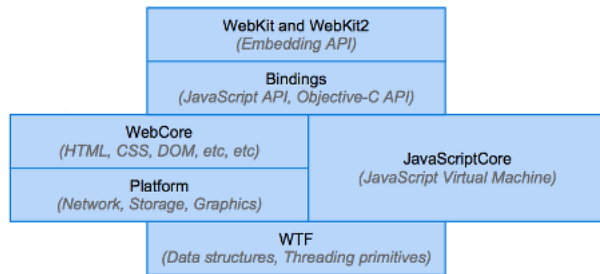 WebKit and WebKit2
(Embedding API)
Bindings
(JavaScript API, Objective-C API)
WebCore
(HTML, CSS, DOM, etc, etc)
Platform
(Network, Storage, Graphics)
JavaScriptCore
(JavaScript Virtual Machine)
WTF
(Data structures, Threading primitives)